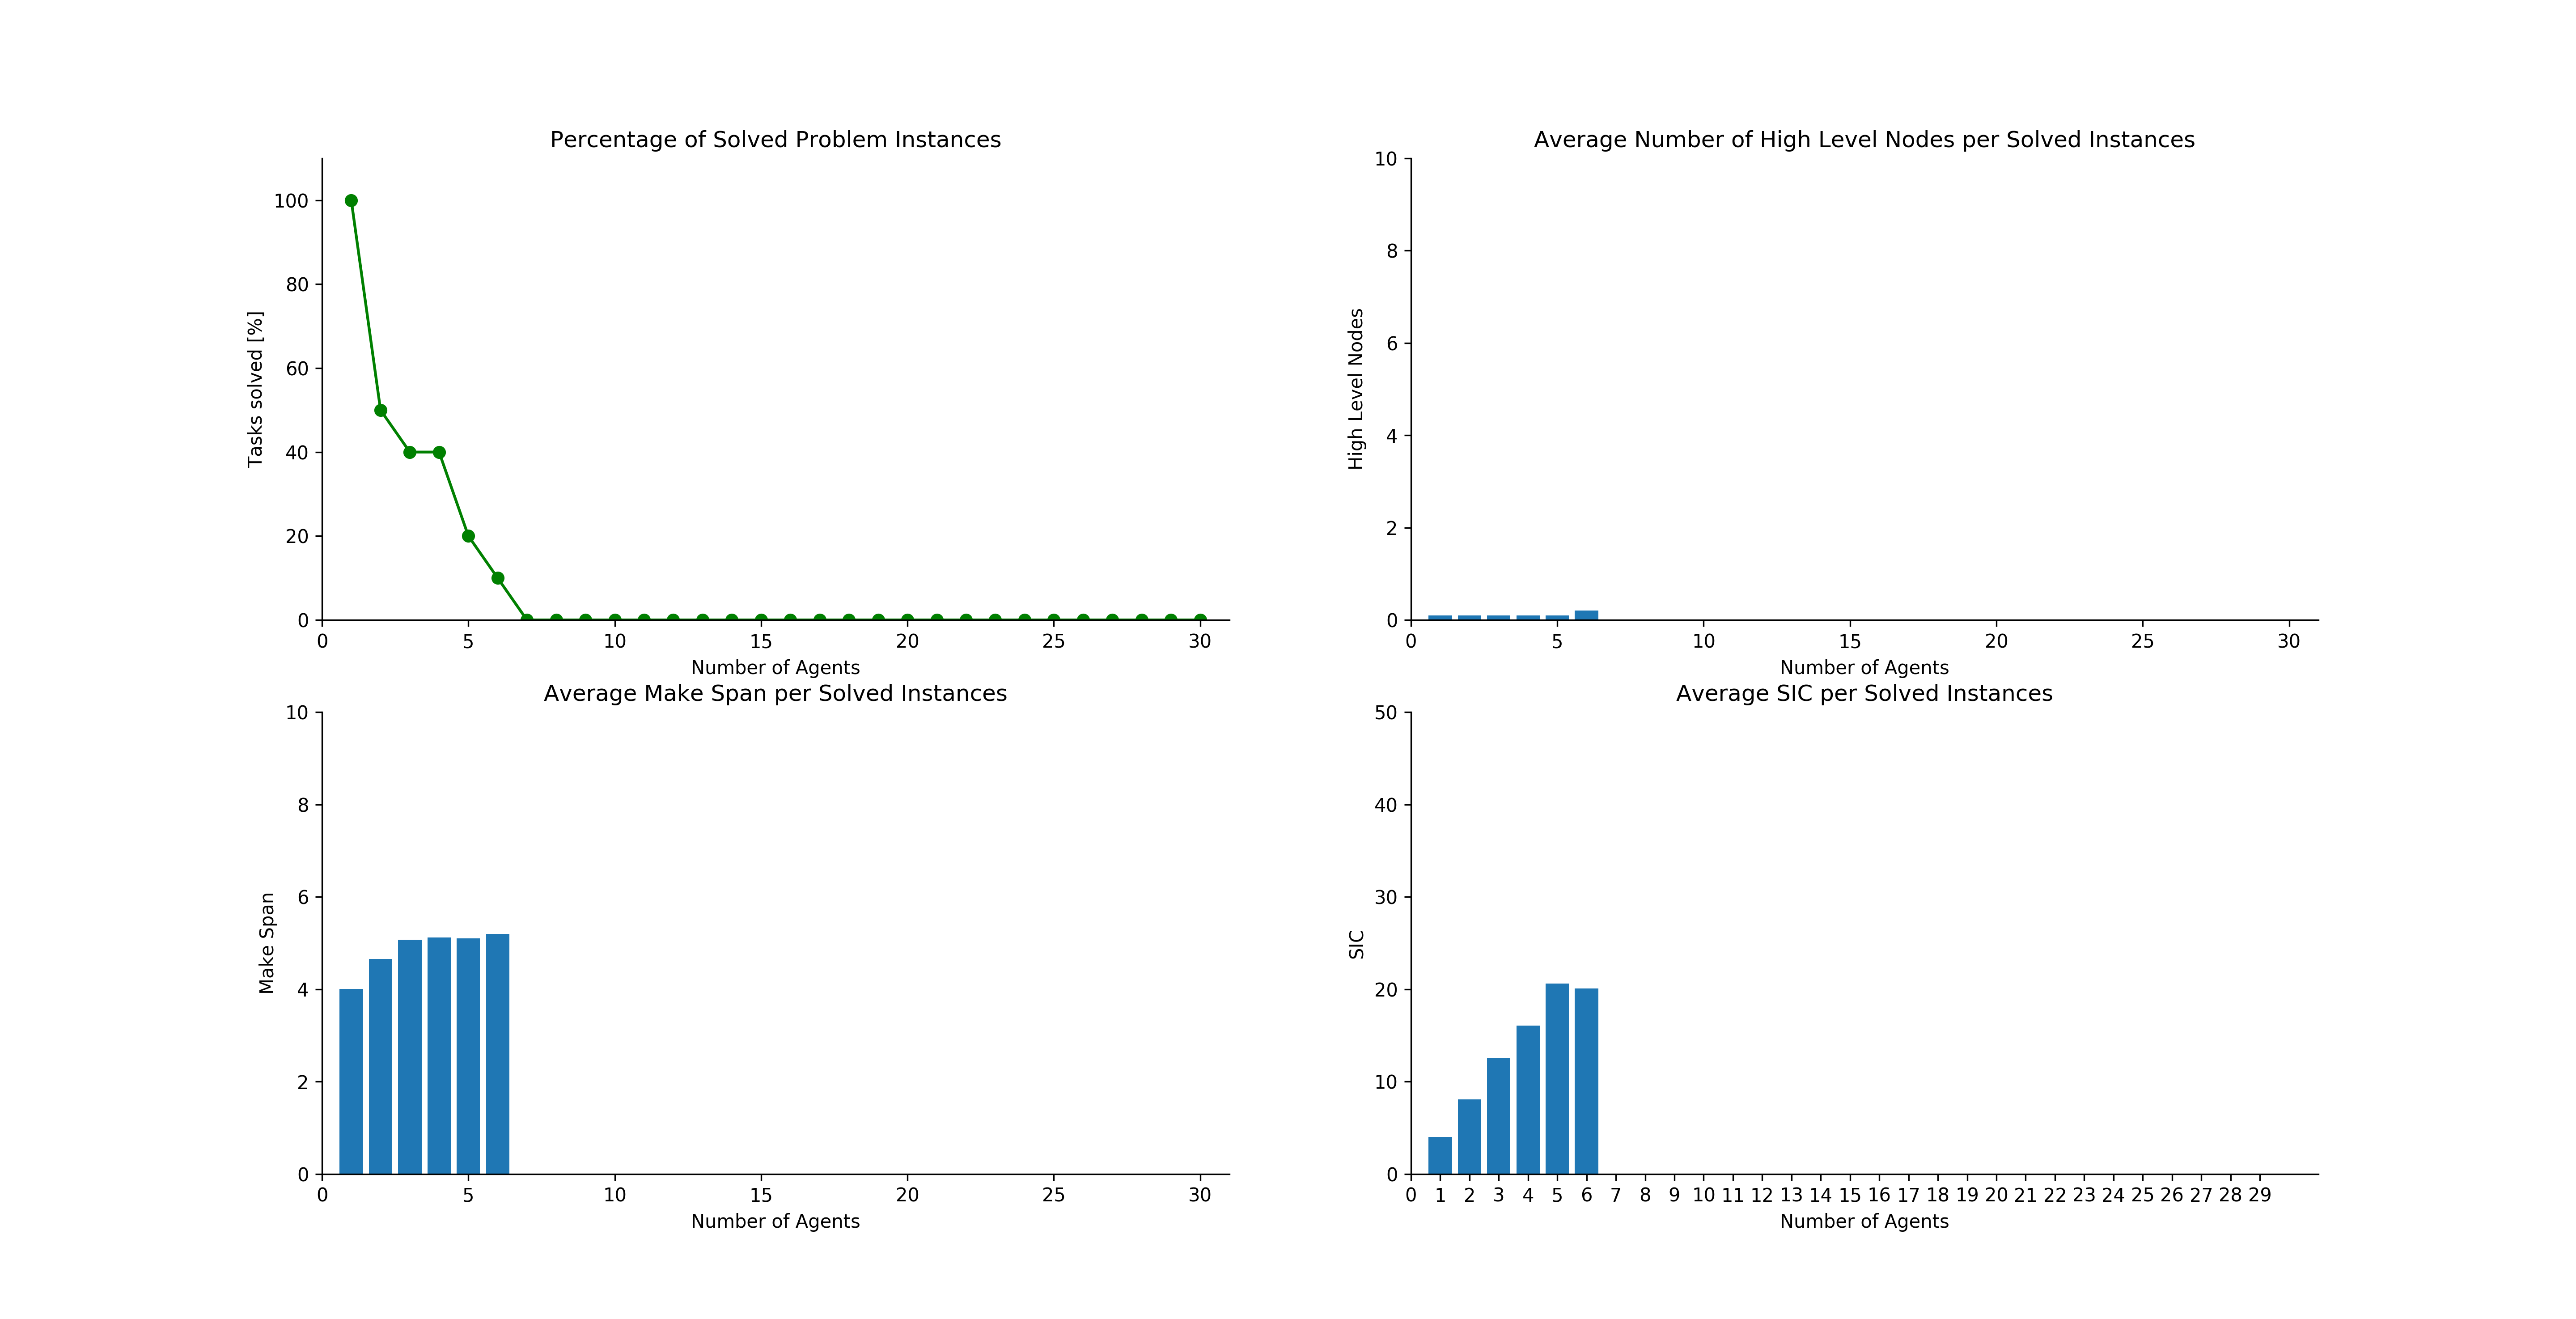 Percentage of Solved Problem Instances
100
80
60
40
20
0
Tasks solved [%]
0 5 10 15 20 25 30
Number of Agents
Average Number of High Level Nodes per Solved Instances
10
8
6
4
2
0
High Level Nodes
0 5 10 15 20 25 30
Number of Agents
Average Make Span per Solved Instances
10
8
6
4
2
0
Make Span
0 5 10 15 20 25 30
Number of Agents
Average SIC per Solved Instances
50
40
30
20
10
0
SIC
0 1 2 3 4 5 6 7 8 9 10 11 12 13 14 15 16 17 18 19 20 21 22 23 24 25 26 27 28 29
Number of Agents